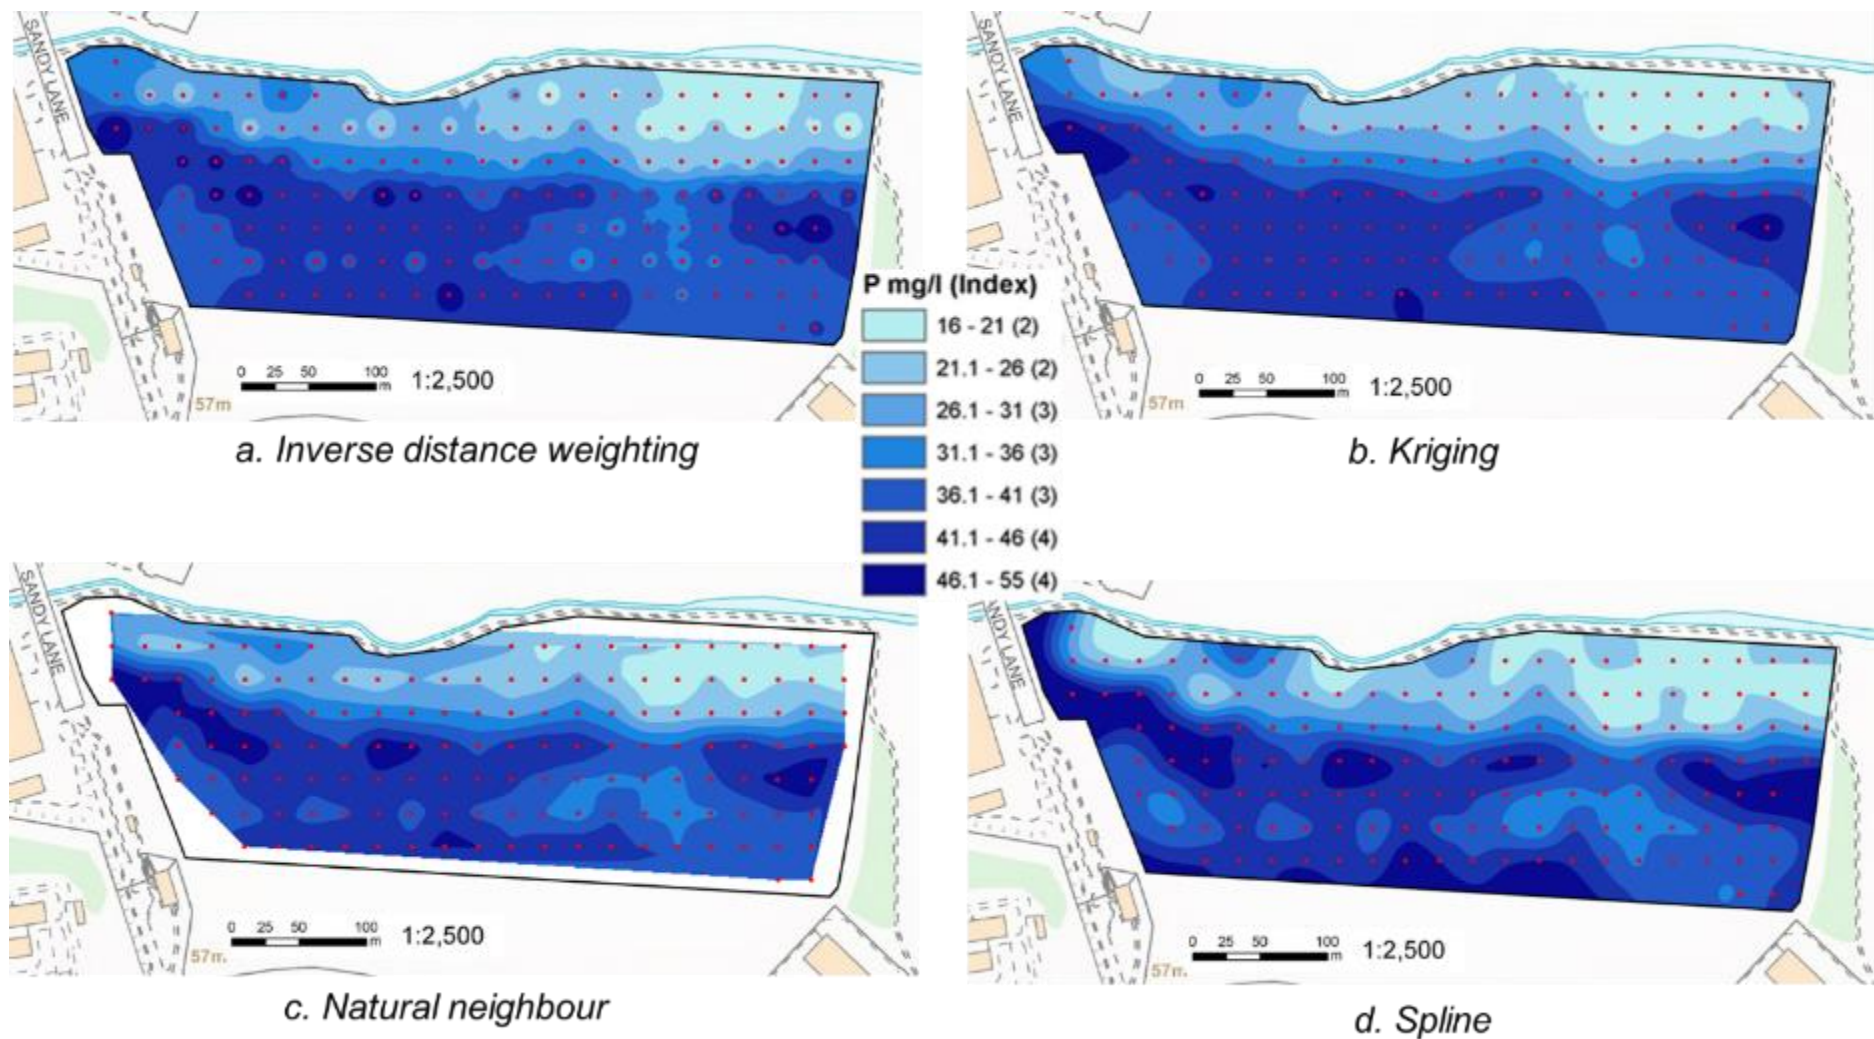 SANDY LANE
0 25 50 100
m
1:2,500
57m
a. Inverse distance weighting
SANDY LANE
0 25 50 100
m
1:2,500
57m
b. Kriging
P mg/l (Index)
16 - 21 (2)
21.1 - 26 (2)
26.1 - 31 (3)
31.1 - 36 (3)
36.1 - 41 (3)
41.1 - 46 (4)
46.1 - 55 (4)
SANDY LANE
0 25 50 100
m
1:2,500
57m
c. Natural neighbour
NDY LANE
0 25 50 100
m
1:2,500
57m
d. Spline